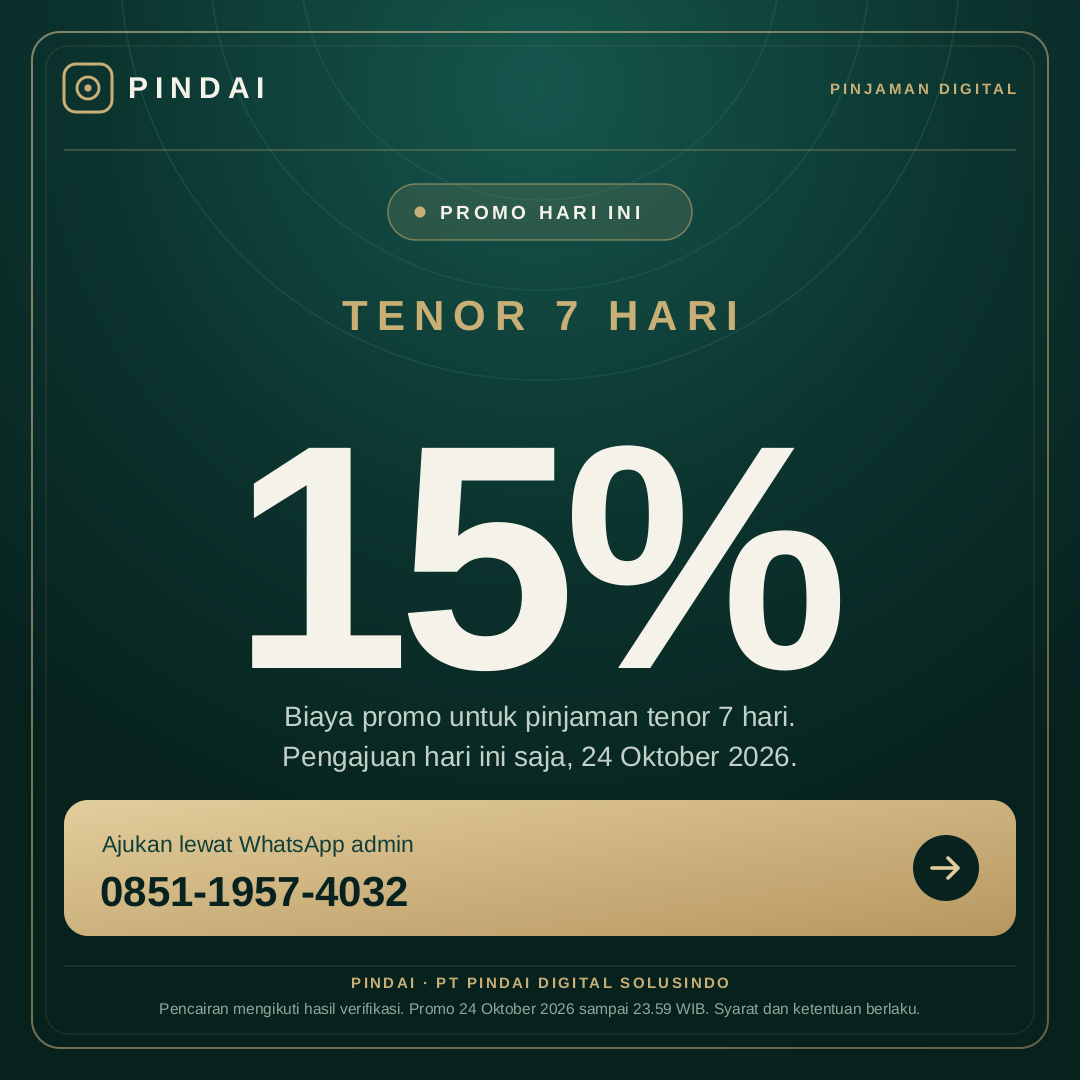 PINDAI
PINJAMAN DIGITAL
PROMO HARI INI
TENOR 7 HARI
15%
Biaya promo untuk pinjaman tenor 7 hari.
Pengajuan hari ini saja, 24 Oktober 2026.
Ajukan lewat WhatsApp admin
0851-1957-4032
PINDAI · PT PINDAI DIGITAL SOLUSINDO
Pencairan mengikuti hasil verifikasi. Promo 24 Oktober 2026 sampai 23.59 WIB. Syarat dan ketentuan berlaku.